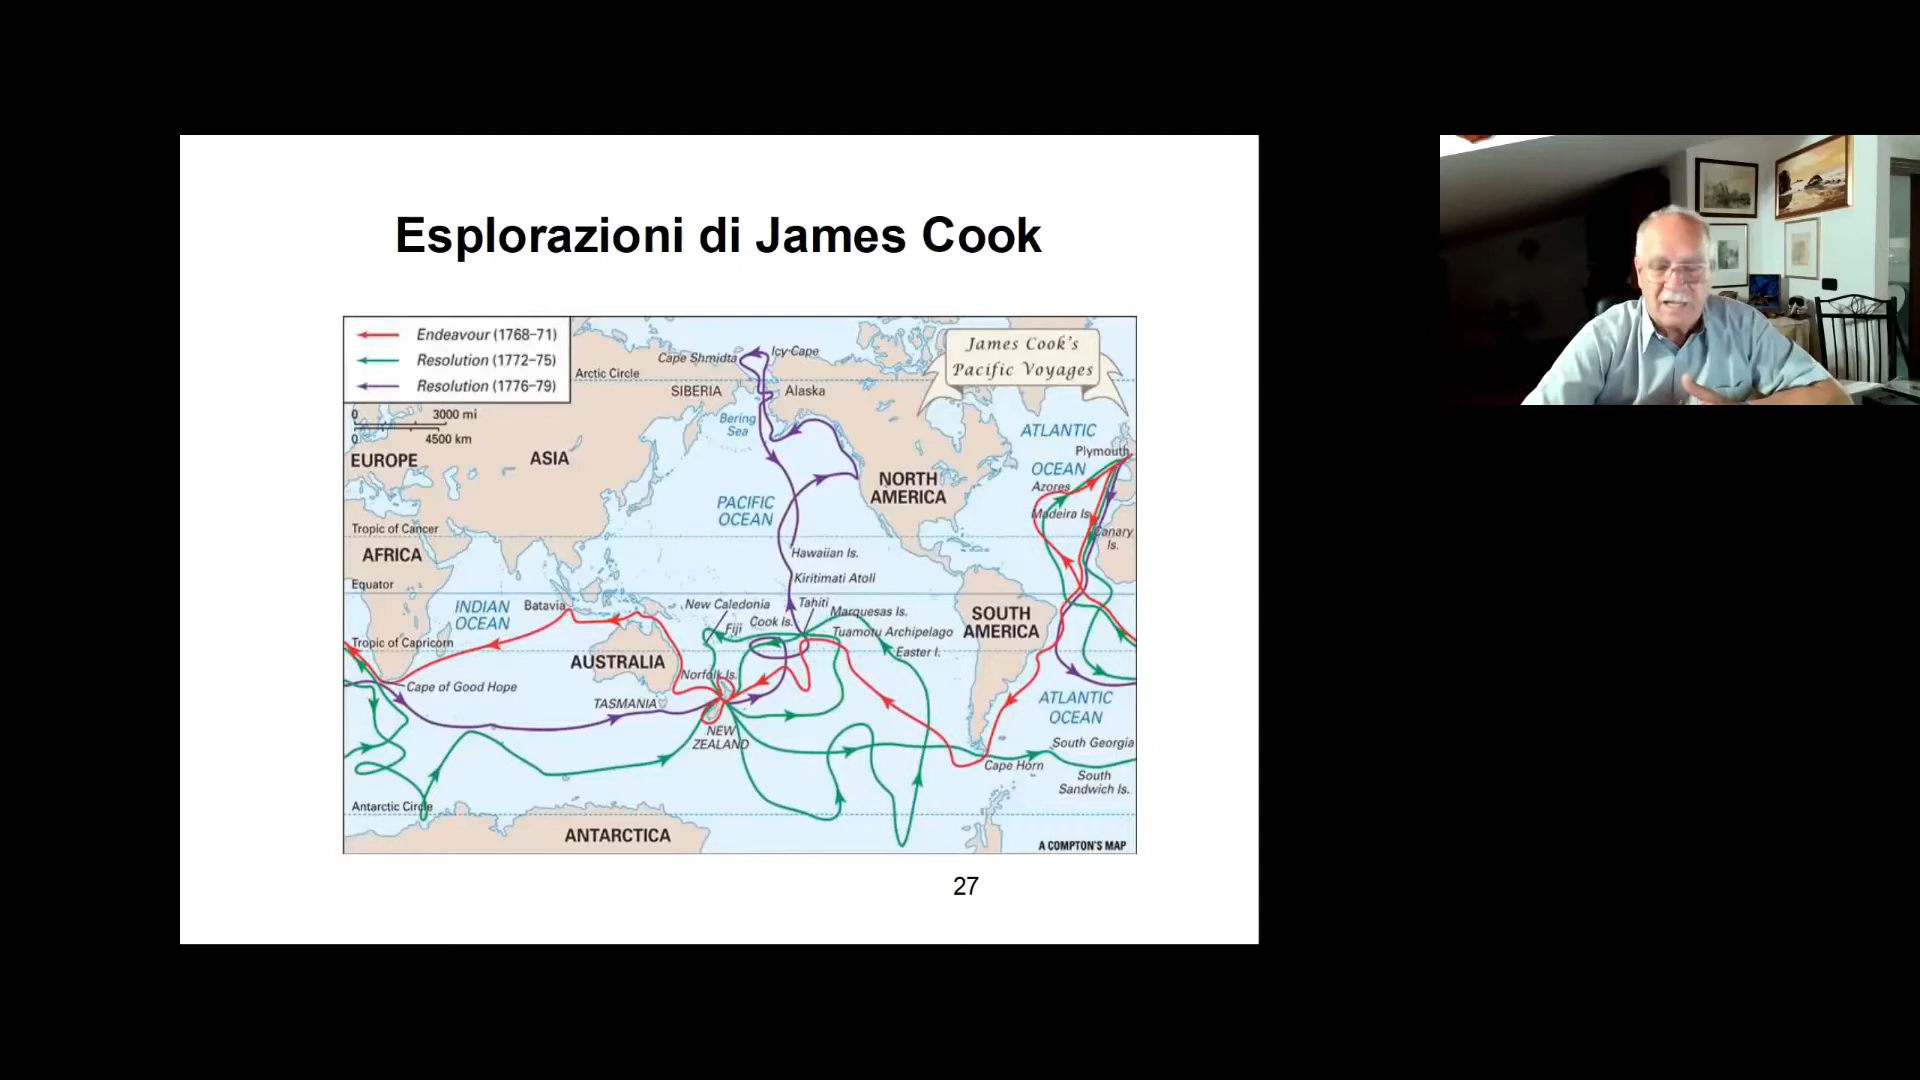 Esplorazioni di James Cook
Endeavour (1768–71)
Resolution (1772–75)
Resolution (1776–79)
0 3000 mi
0 4500 km
James Cook's
Pacific Voyages
Cape Shmidta
Icy Cape
Arctic Circle
SIBERIA
Alaska
Bering
Sea
ATLANTIC
OCEAN
Plymouth
EUROPE
ASIA
NORTH
AMERICA
Azores
PACIFIC
OCEAN
Madeira Is.
Tropic of Cancer
Canary
Is.
AFRICA
Hawaiian Is.
Equator
Kiritimati Atoll
INDIAN
OCEAN
Batavia
New Caledonia
Tahiti
Marquesas Is.
SOUTH
AMERICA
Fiji
Cook Is.
Tuamotu Archipelago
Tropic of Capricorn
Easter I.
AUSTRALIA
Norfolk Is.
Cape of Good Hope
TASMANIA
ATLANTIC
OCEAN
NEW
ZEALAND
South Georgia
Cape Horn
South
Sandwich Is.
Antarctic Circle
ANTARCTICA
A COMPTON'S MAP
27